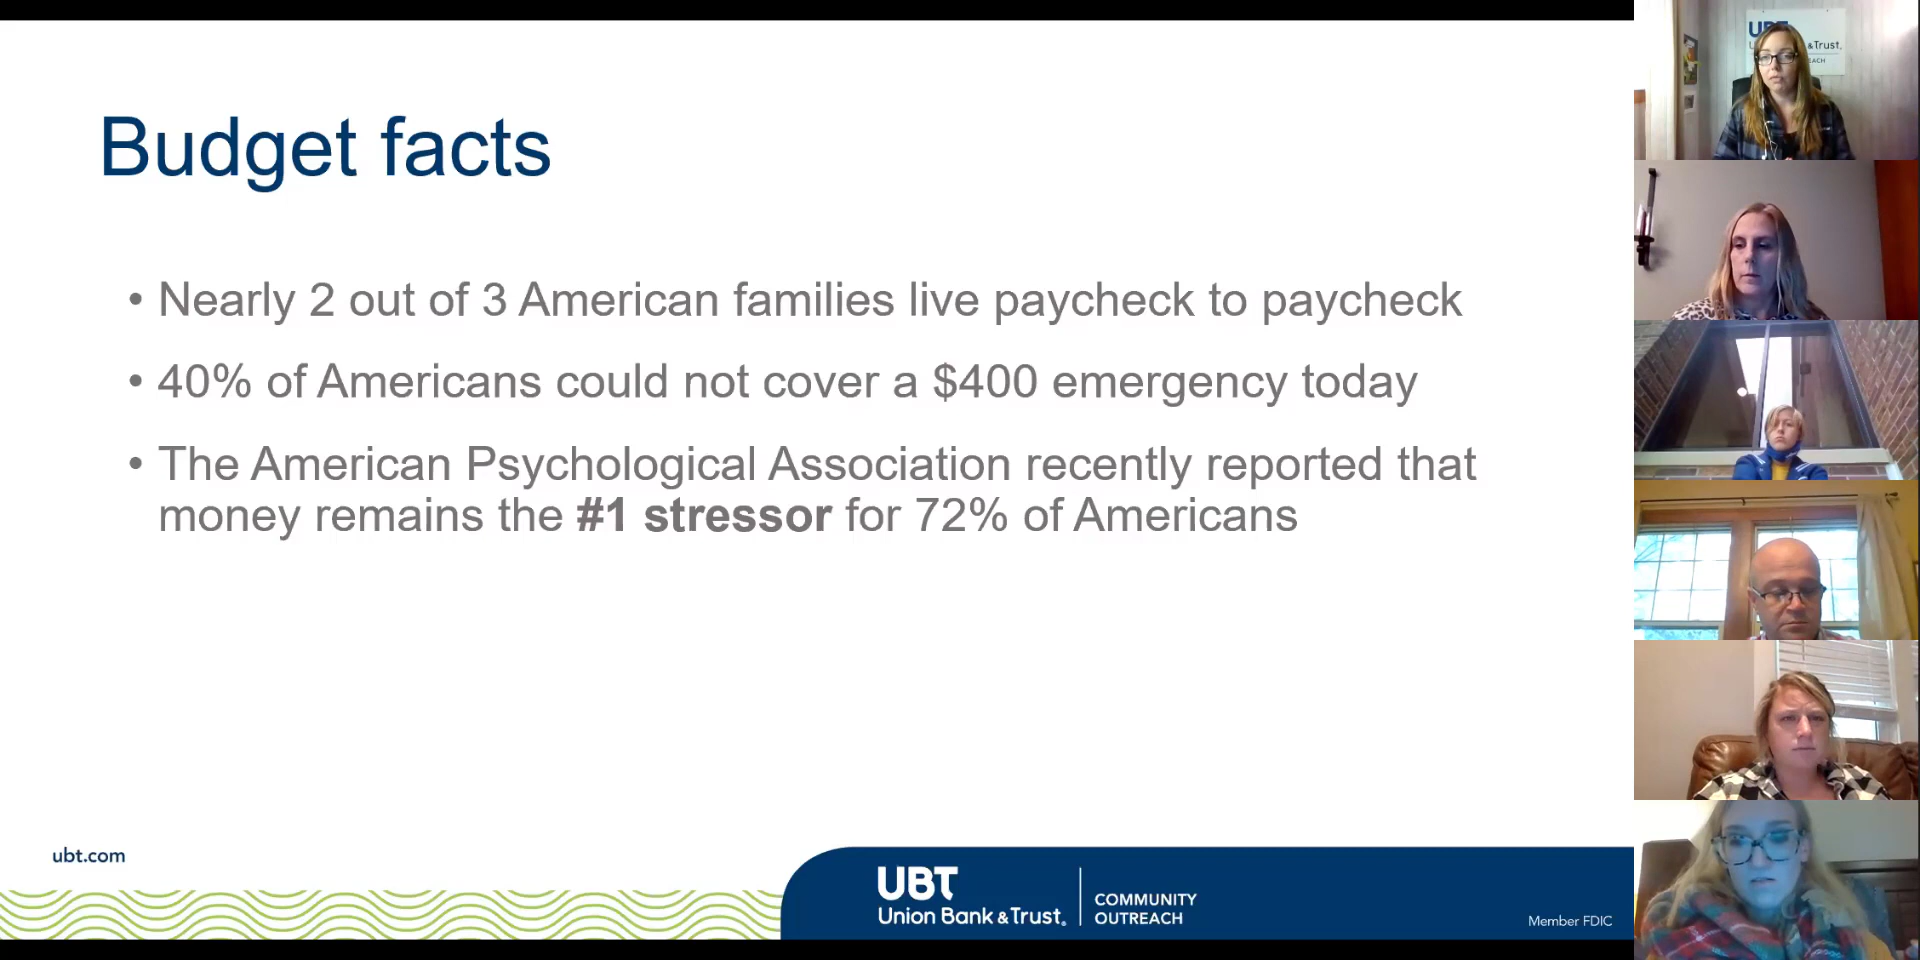 Budget facts
• Nearly 2 out of 3 American families live paycheck to paycheck
• 40% of Americans could not cover a $400 emergency today
• The American Psychological Association recently reported that
money remains the #1 stressor for 72% of Americans
ubt.com
UBT
Union Bank & Trust®
COMMUNITY
OUTREACH
Member FDIC
UBT
& Trust.